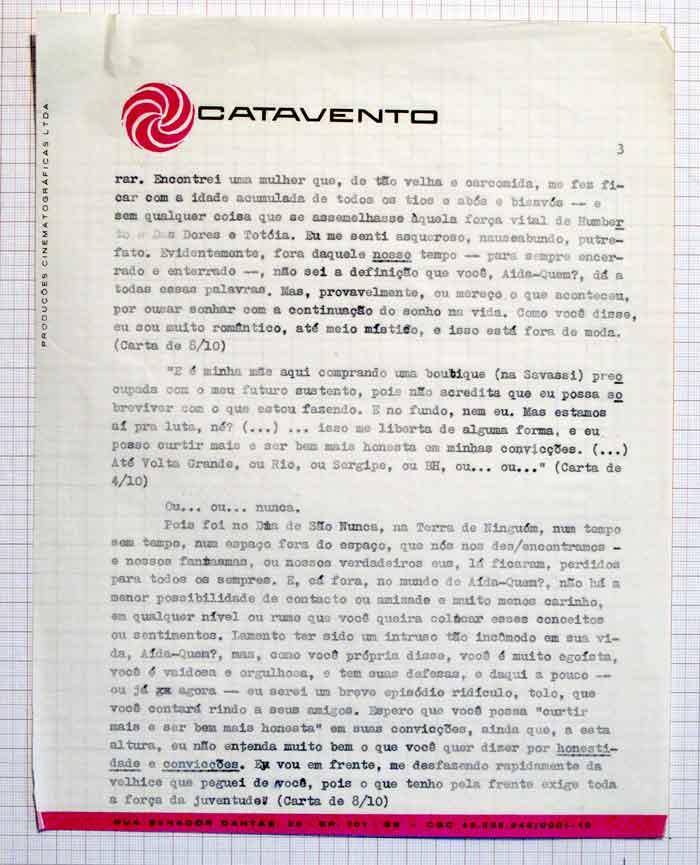 CATAVENTO
PRODUCÕES CINEMATOGRÁFICAS LTDA
3
rar. Encontrei uma mulher que, de tão velha e carcomida, me fez fi-
car com a idade acumulada de todos os tios e abós e bisavós -- e
sem qualquer coisa que se assemelhasse àquela força vital de Humber
to e Das Dores e Totóia. Eu me senti asqueroso, nauseabundo, putre-
fato. Evidentemente, fora daquele nosso tempo -- para sempre encer-
rado e enterrado --, não sei a definição que você, Aida-Quem?, dá a
todas essas palavras. Mas, provavelmente, ou mereço o que aconteceu,
por ousar sonhar com a continuação do sonho na vida. Como você disse,
eu sou muito romântico, até meio místico, e isso está fora de moda.
(Carta de 8/10)
"E é minha mãe aqui comprando uma boutique (na Savassi) preo
cupada com o meu futuro sustento, pois não acredita que eu possa so
breviver com o que estou fazendo. E no fundo, nem eu. Mas estamos
aí pra luta, né? (...) ... isso me liberta de alguma forma, e eu
posso curtir mais e ser bem mais honesta em minhas convicções. (...)
Até Volta Grande, ou Rio, ou Sergipe, ou BH, ou... ou..." (Carta de
4/10)
Ou... ou... nunca.
Pois foi no Dia de São Nunca, na Terra de Ninguém, num tempo
sem tempo, num espaço fora do espaço, que nós nos des/encontramos -
e nossos fantasmas, ou nossos verdadeiros eus, lá ficaram, perdidos
para todos os sempres. E, cá fora, no mundo de Aída-Quem?, não há a
menor possibilidade de contacto ou amizade e muito menos carinho,
em qualquer nível ou rumo que você queira colocar esses conceitos
ou sentimentos. Lamento ter sido um intruso tão incômodo em sua vi-
da, Aída-Quem?, mas, como você própria disse, você é muito egoísta,
você é vaidosa e orgulhosa, e tem suas defesas, e daqui a pouco --
ou já agora -- eu serei um breve episódio ridículo, tolo, que
você contará rindo a seus amigos. Espero que você possa "curtir
mais e ser bem mais honesta" em suas convicções, ainda que, a esta
altura, eu não entenda muito bem o que você quer dizer por honesti-
dade e convicções. Eu vou em frente, me desfazendo rapidamente da
velhice que peguei de você, pois o que tenho pela frente exige toda
a força da juventude! (Carta de 8/10)
RUA SENADOR DANTAS, 20 - GR. 701 - GB - CGC